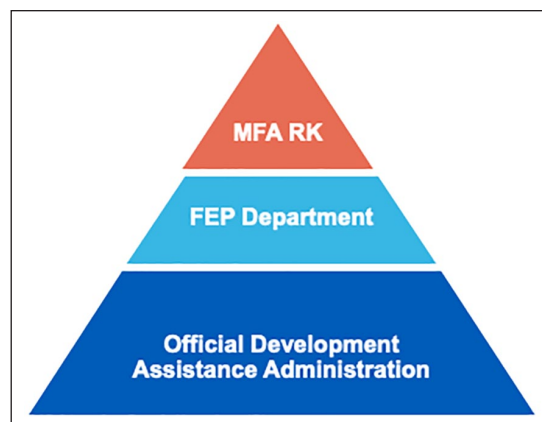 MFA RK
FEP Department
Official Development
Assistance Administration